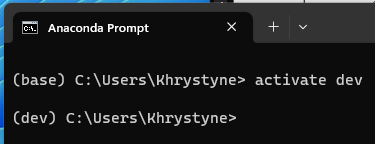 Anaconda Prompt
(base) C:\Users\Khrystyne> activate dev
(dev) C:\Users\Khrystyne>